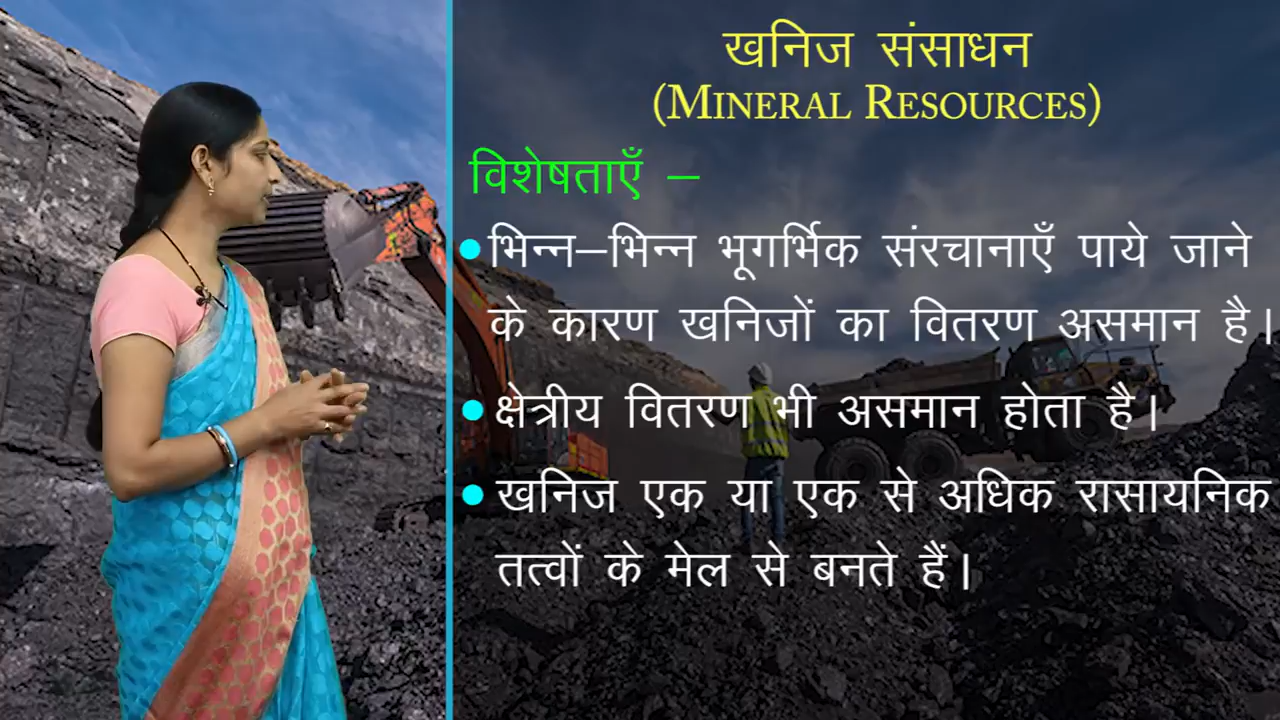 खनिज संसाधन
(MINERAL RESOURCES)
विशेषताएँ –
•भिन्न–भिन्न भूगर्भिक संरचानाएँ पाये जाने
के कारण खनिजों का वितरण असमान है।
• क्षेत्रीय वितरण भी असमान होता है।
• खनिज एक या एक से अधिक रासायनिक
तत्वों के मेल से बनते हैं।